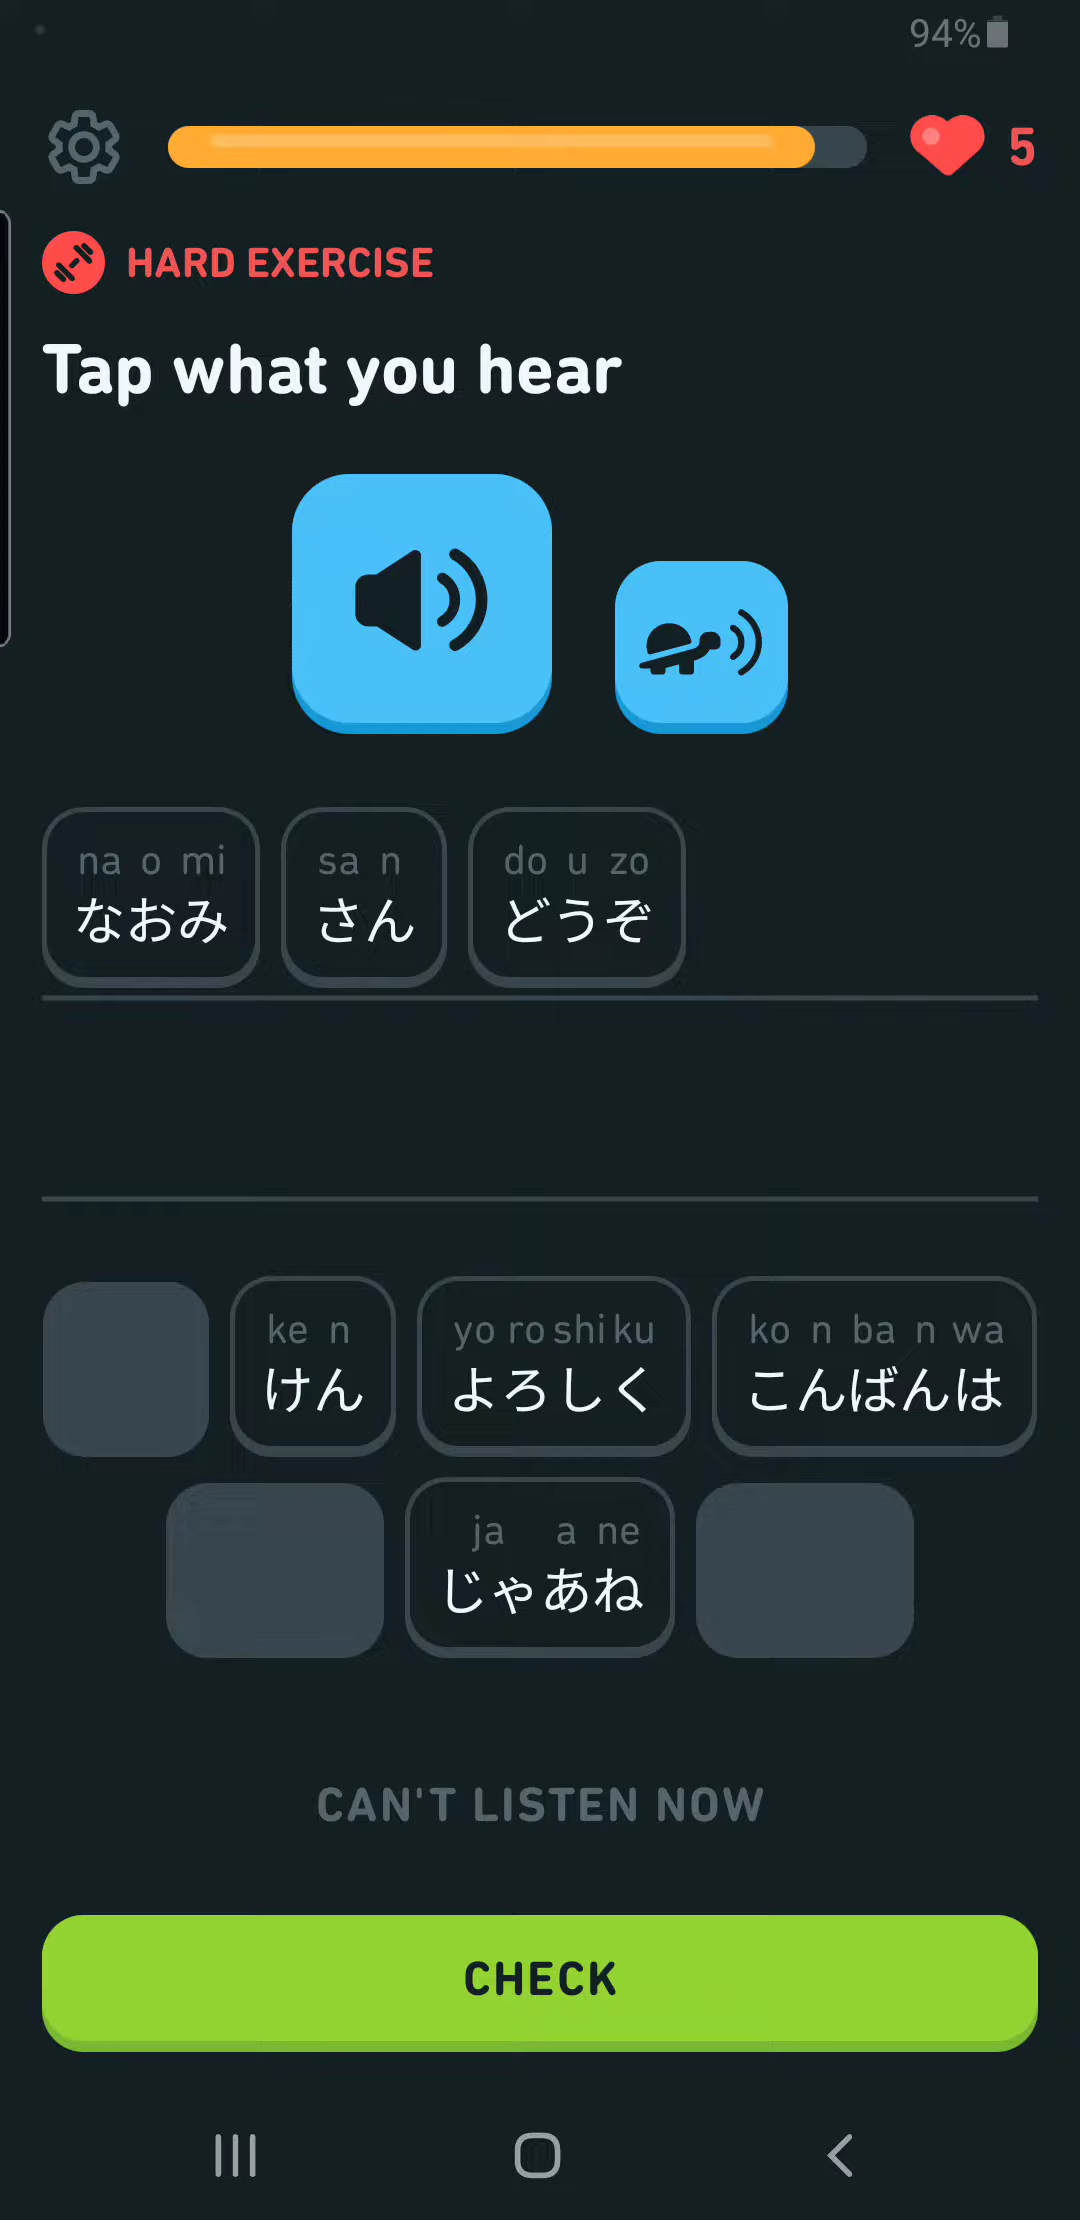 94%
5
HARD EXERCISE
Tap what you hear
na o mi sa n do u zo
なおみ さん どうぞ
ke n yo ro shi ku ko n ba n wa
けん よろしく こんばんは
ja a ne
じゃあね
CAN'T LISTEN NOW
CHECK